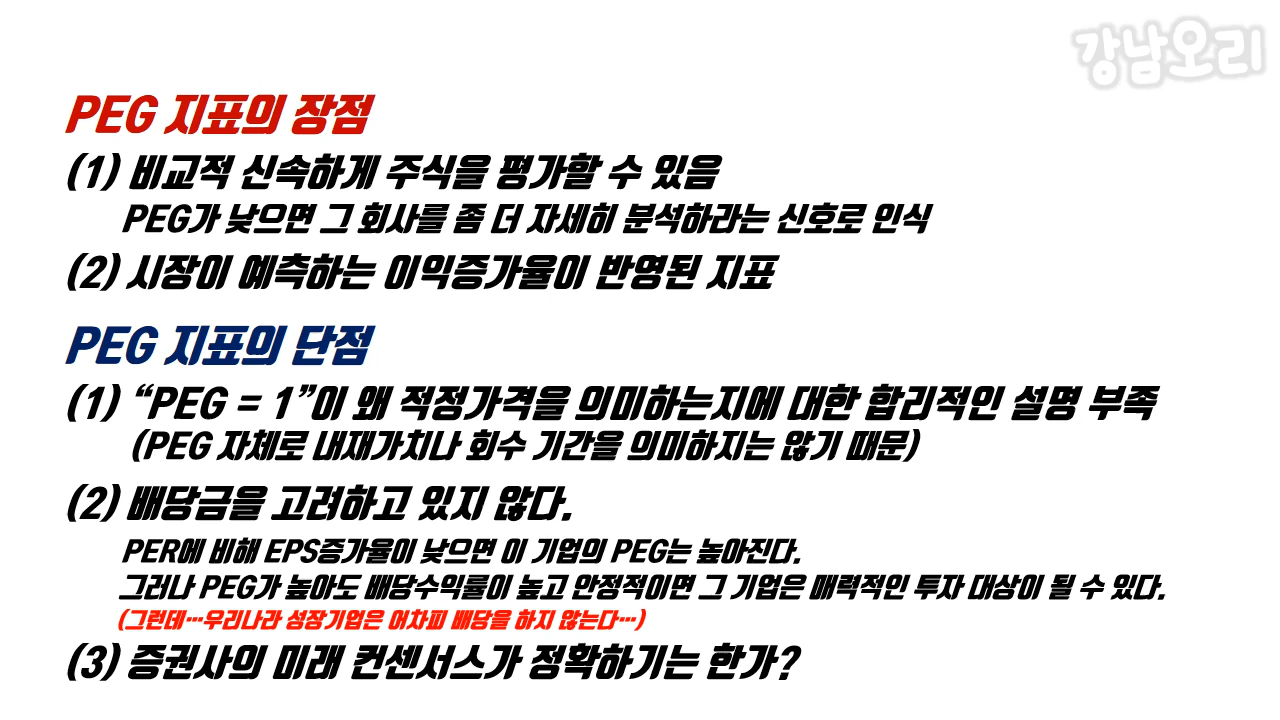 강남오리
PEG 지표의 장점
(1) 비교적 신속하게 주식을 평가할 수 있음
PEG가 낮으면 그 회사를 좀 더 자세히 분석하라는 신호로 인식
(2) 시장이 예측하는 이익증가율이 반영된 지표
PEG 지표의 단점
(1) “PEG = 1”이 왜 적정가격을 의미하는지에 대한 합리적인 설명 부족
(PEG 자체로 내재가치나 회수 기간을 의미하지는 않기 때문)
(2) 배당금을 고려하고 있지 않다.
PER에 비해 EPS증가율이 낮으면 이 기업의 PEG는 높아진다.
그러나 PEG가 높아도 배당수익률이 높고 안정적이면 그 기업은 매력적인 투자 대상이 될 수 있다.
(그런데…우리나라 성장기업은 어차피 배당을 하지 않는다…)
(3) 증권사의 미래 컨센서스가 정확하기는 한가?